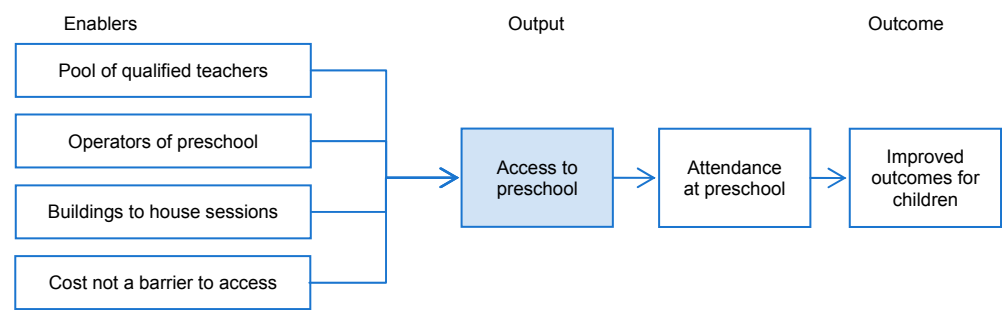 Enablers
Output
Outcome
Pool of qualified teachers
Operators of preschool
Buildings to house sessions
Cost not a barrier to access
Access to
preschool
Attendance
at preschool
Improved
outcomes for
children